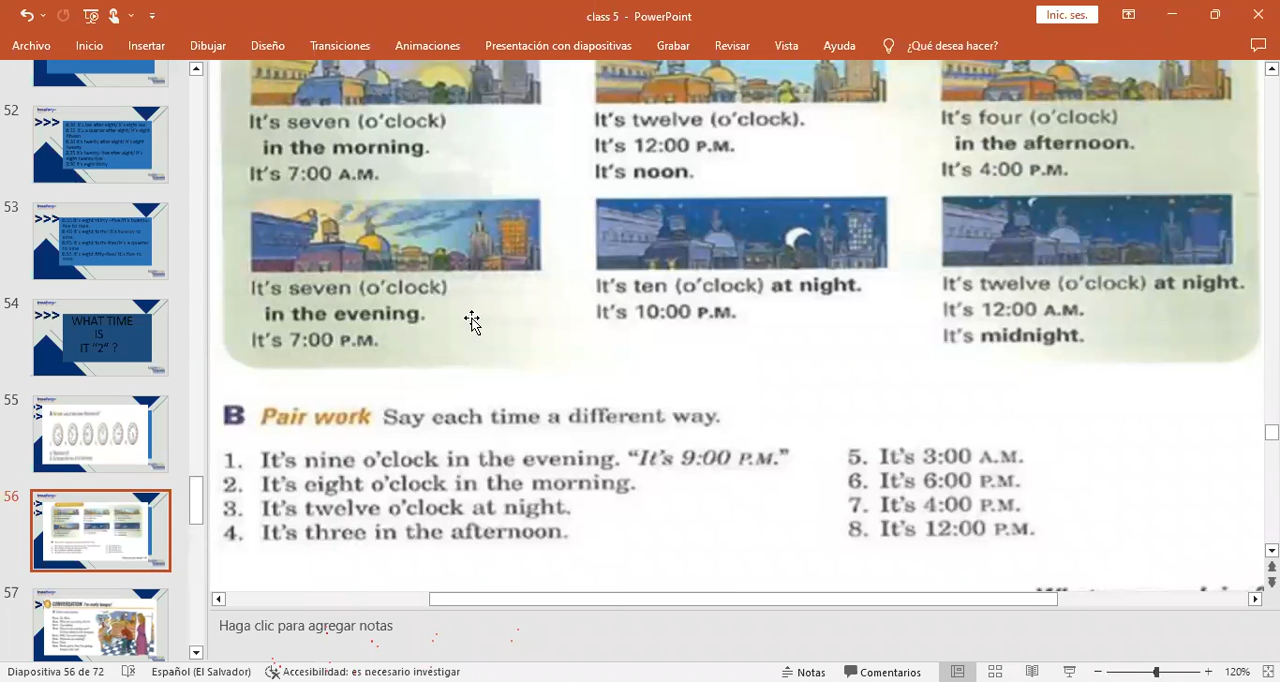 class 5 - PowerPoint
Inic. ses.
Archivo Inicio Insertar Dibujar Diseño Transiciones Animaciones Presentación con diapositivas Grabar Revisar Vista Ayuda ¿Qué desea hacer?
52
53
54
WHAT TIME
IS
IT "2" ?
55
56
57
It's seven (o'clock)
in the morning.
It's 7:00 A.M.
It's twelve (o'clock).
It's 12:00 P.M.
It's noon.
It's four (o'clock)
in the afternoon.
It's 4:00 P.M.
It's seven (o'clock)
in the evening.
It's 7:00 P.M.
It's ten (o'clock) at night.
It's 10:00 P.M.
It's twelve (o'clock) at night.
It's 12:00 A.M.
It's midnight.
B Pair work Say each time a different way.
1. It's nine o'clock in the evening. "It's 9:00 P.M."
2. It's eight o'clock in the morning.
3. It's twelve o'clock at night.
4. It's three in the afternoon.
5. It's 3:00 A.M.
6. It's 6:00 P.M.
7. It's 4:00 P.M.
8. It's 12:00 P.M.
Haga clic para agregar notas
Diapositiva 56 de 72 Español (El Salvador) Accesibilidad: es necesario investigar Notas Comentarios 120%